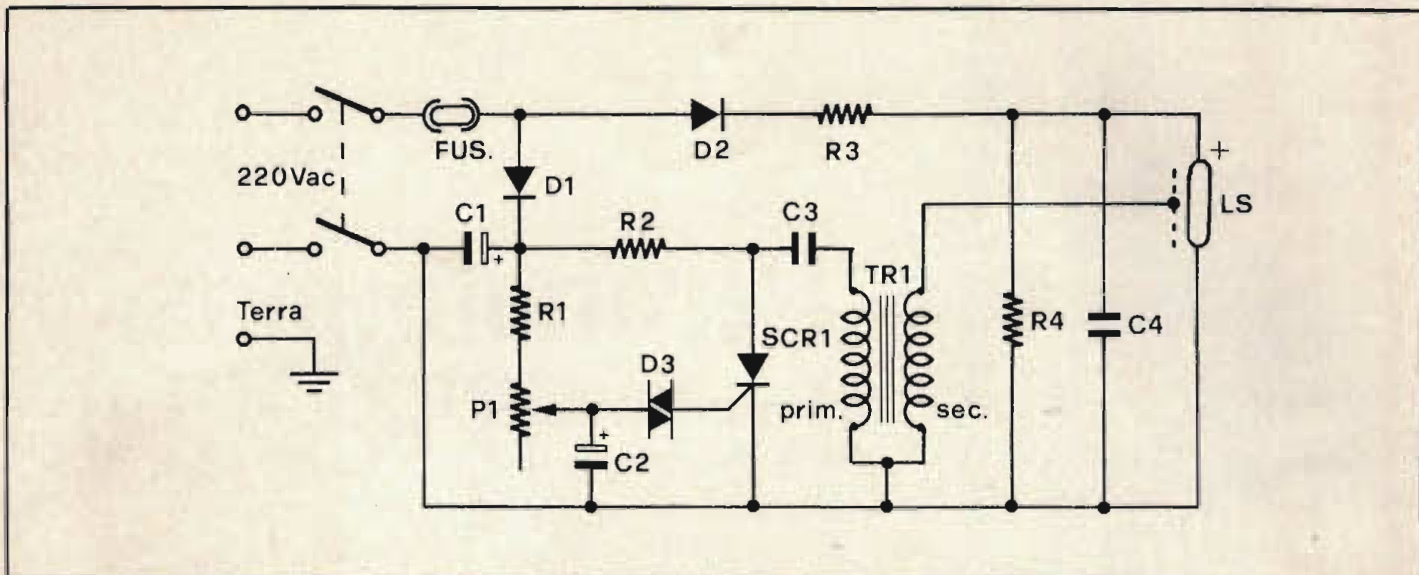 FUS.
D2
R3
+
220Vac
D1
LS
C1
R2
C3
+
TR1
Terra
R1
SCR1
R4
C4
D3
P1
prim.
sec.
+
C2